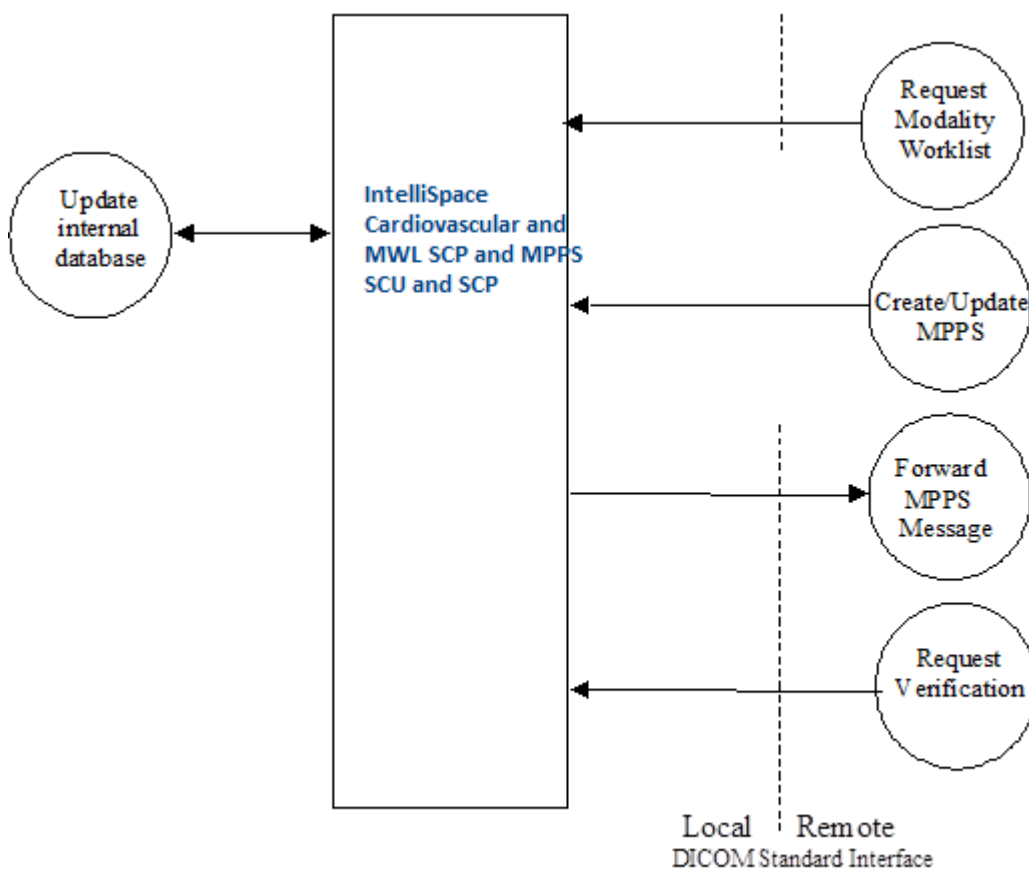 Request
Modality
Worklist
Update
internal
database
IntelliSpace
Cardiovascular and
MWL SCP and MPPS
SCU and SCP
Create/Update
MPPS
Forward
MPPS
Message
Request
Verification
Local Remote
DICOM Standard Interface